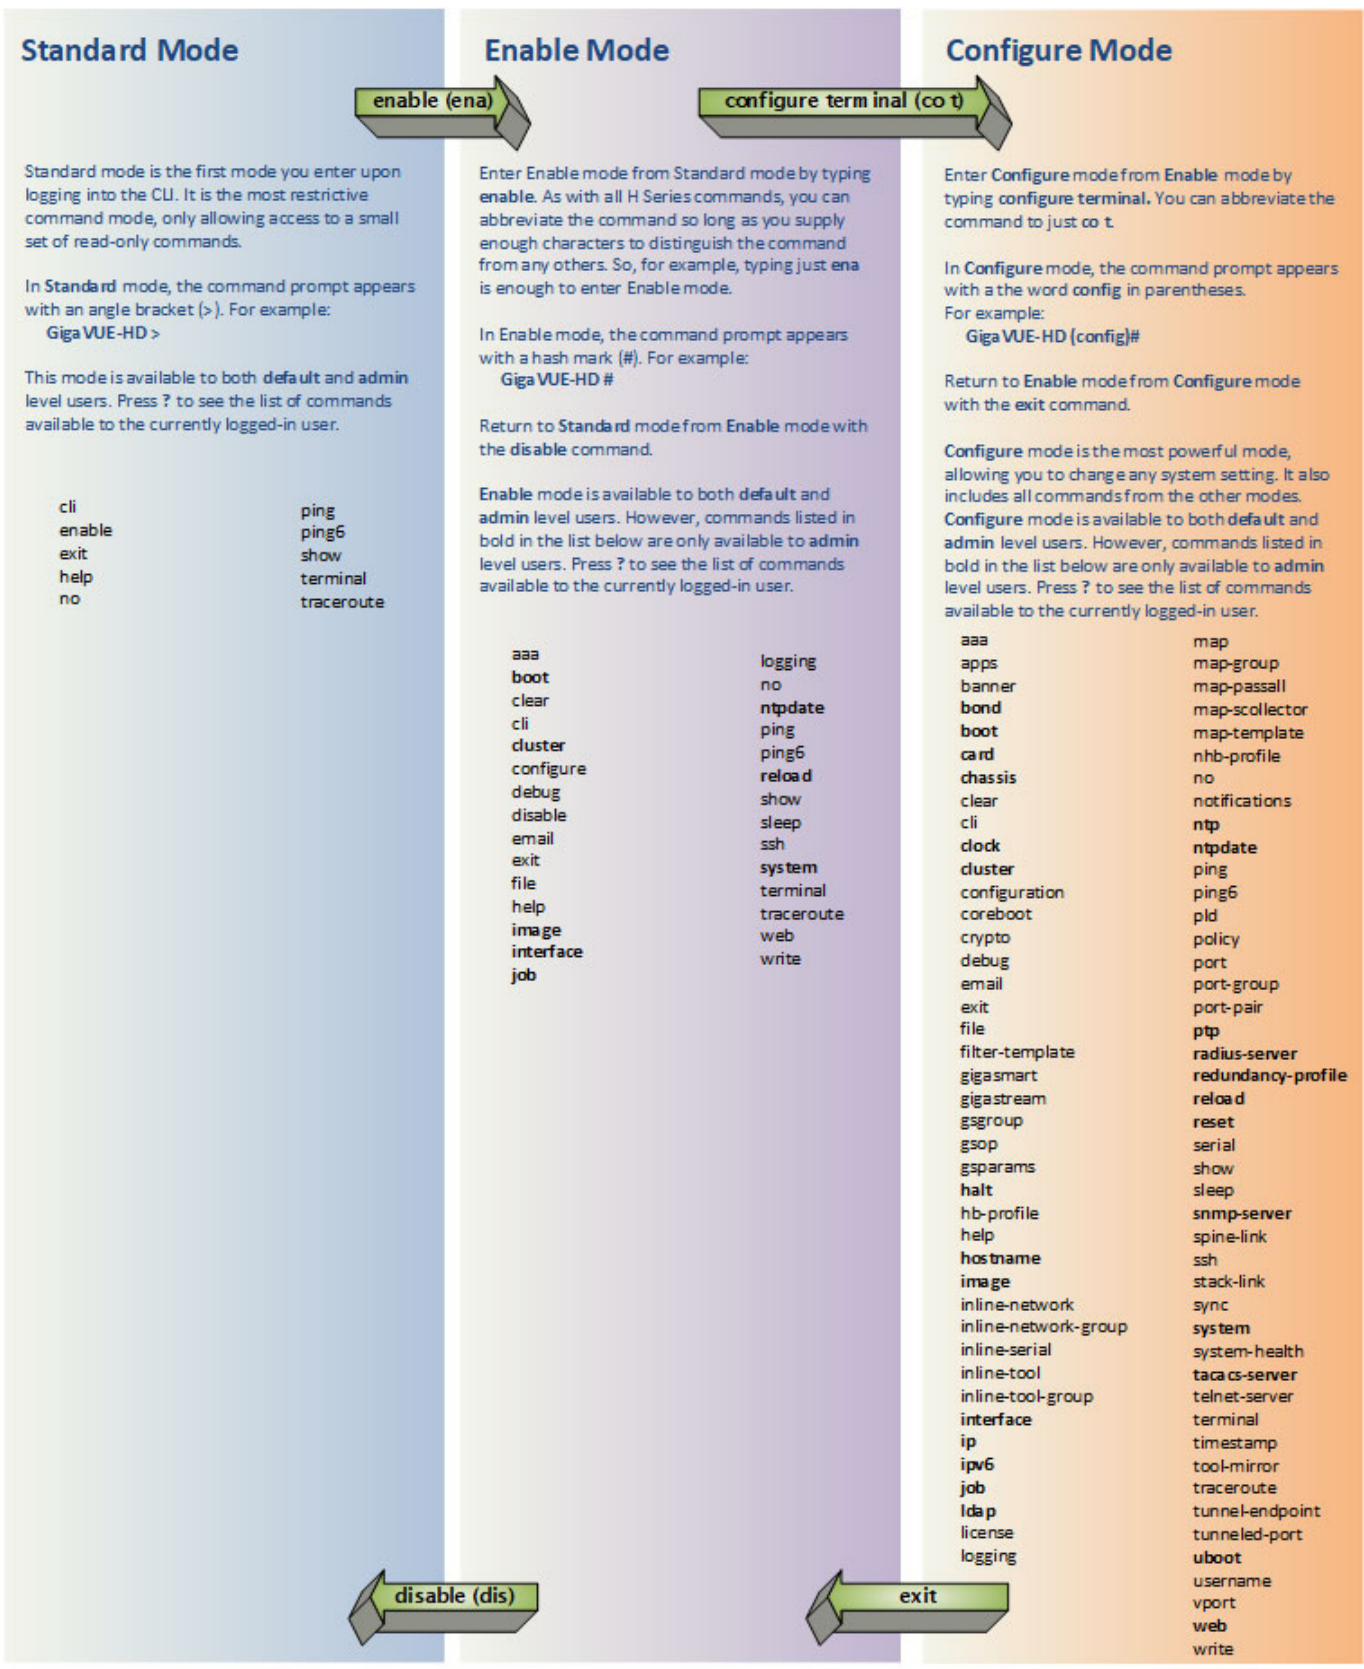 Standard Mode
enable (ena)
Standard mode is the first mode you enter upon
logging into the CLI. It is the most restrictive
command mode, only allowing access to a small
set of read-only commands.
In Standard mode, the command prompt appears
with an angle bracket (>). For example:
GigaVUE-HD >
This mode is available to both default and admin
level users. Press ? to see the list of commands
available to the currently logged-in user.
cli
enable
exit
help
no
ping
ping6
show
terminal
traceroute
disable (dis)
Enable Mode
configure terminal (co t)
Enter Enable mode from Standard mode by typing
enable. As with all H Series commands, you can
abbreviate the command so long as you supply
enough characters to distinguish the command
from any others. So, for example, typing just ena
is enough to enter Enable mode.
In Enable mode, the command prompt appears
with a hash mark (#). For example:
GigaVUE-HD #
Return to Standard mode from Enable mode with
the disable command.
Enable mode is available to both default and
admin level users. However, commands listed in
bold in the list below are only available to admin
level users. Press ? to see the list of commands
available to the currently logged-in user.
aaa
boot
clear
cli
cluster
configure
debug
disable
email
exit
file
help
image
interface
job
logging
no
ntpdate
ping
ping6
reload
show
sleep
ssh
system
terminal
traceroute
web
write
exit
Configure Mode
Enter Configure mode from Enable mode by
typing configure terminal. You can abbreviate the
command to just co t.
In Configure mode, the command prompt appears
with a the word config in parentheses.
For example:
GigaVUE-HD (config)#
Return to Enable mode from Configure mode
with the exit command.
Configure mode is the most powerful mode,
allowing you to change any system setting. It also
includes all commands from the other modes.
Configure mode is available to both default and
admin level users. However, commands listed in
bold in the list below are only available to admin
level users. Press ? to see the list of commands
available to the currently logged-in user.
aaa
apps
banner
bond
boot
card
chassis
clear
cli
clock
cluster
configuration
coreboot
crypto
debug
email
exit
file
filter-template
gigasmart
gigastream
gsgroup
gsop
gsparams
halt
hb-profile
help
hostname
image
inline-network
inline-network-group
inline-serial
inline-tool
inline-tool-group
interface
ip
ipv6
job
ldap
license
logging
map
map-group
map-passall
map-scollector
map-template
nhb-profile
no
notifications
ntp
ntpdate
ping
ping6
pld
policy
port
port-group
port-pair
ptp
radius-server
redundancy-profile
reload
reset
serial
show
sleep
snmp-server
spine-link
ssh
stack-link
sync
system
system-health
tacacs-server
telnet-server
terminal
timestamp
tool-mirror
traceroute
tunnel-endpoint
tunneled-port
uboot
username
vport
web
write